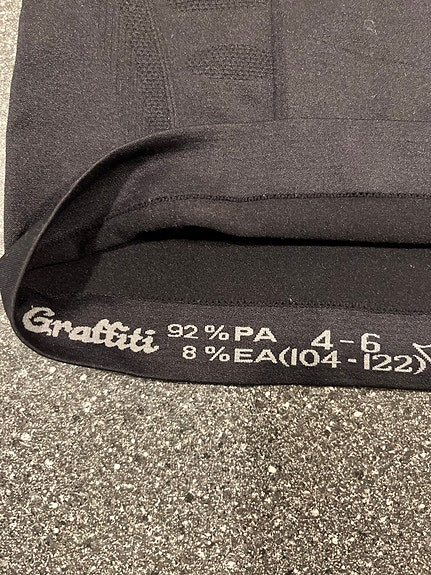 Graffiti 92 % PA 4-6
8 % EA (104-122)